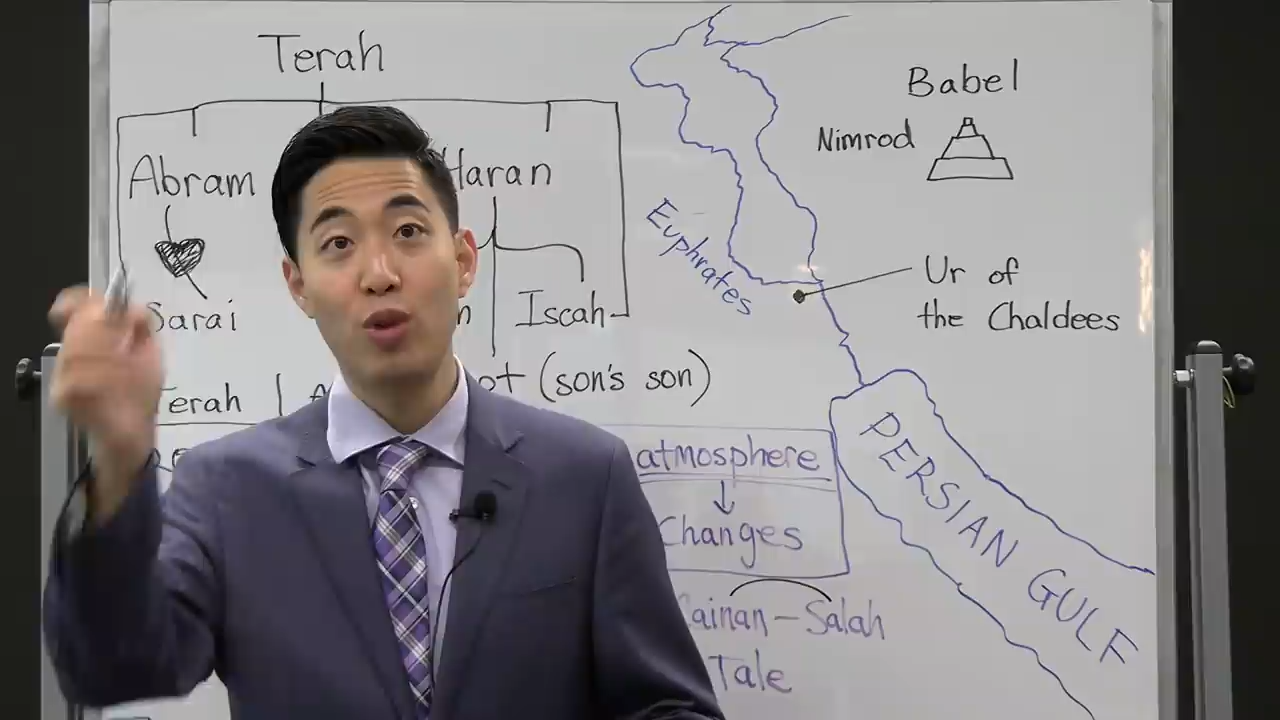 Terah
Abram
Haran
Sarai
Iscah
(son's son)
Terah
atmosphere
Changes
Cainan - Salah
Tale
Babel
Nimrod
Euphrates
Ur of
the Chaldees
PERSIAN GULF